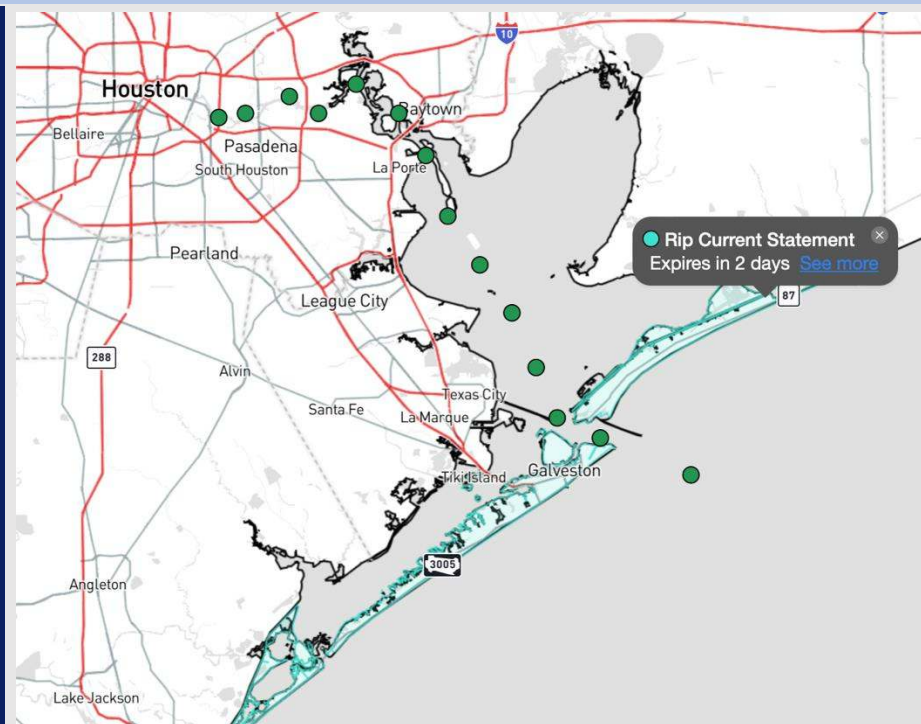 10
Houston
Baytown
Bellaire
Pasadena
La Porte
South Houston
Rip Current Statement
Pearland
Expires in 2 days See more
87
League City
288
Alvin
Texas City
Santa Fe
La Marque
Tiki Island
Galveston
3005
Angleton
Lake Jackson